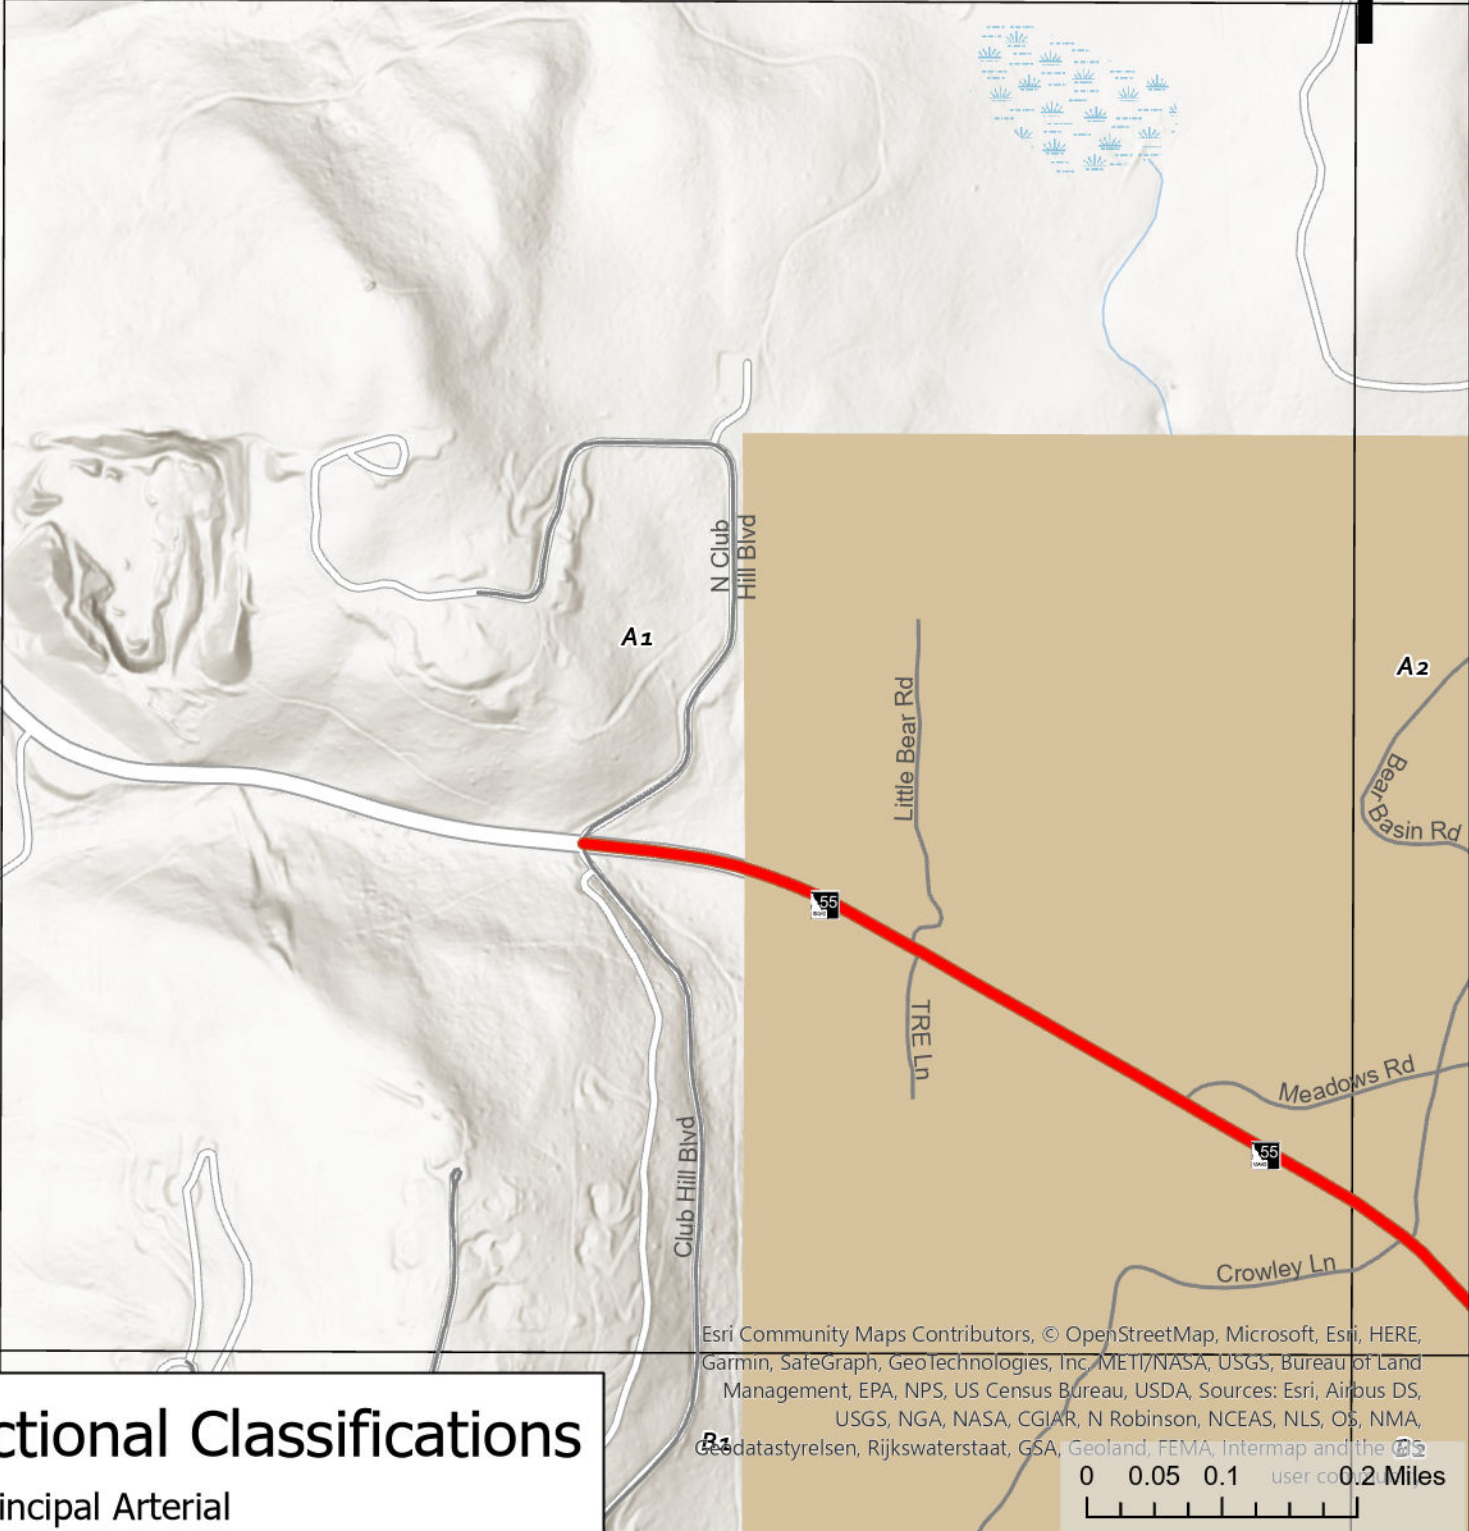 N Club
Hill Blvd
A1
A2
Little Bear Rd
Bear
Basin Rd
55
TRE Ln
Meadows Rd
55
Club Hill Blvd
Crowley Ln
Esri Community Maps Contributors, © OpenStreetMap, Microsoft, Esri, HERE,
Garmin, SafeGraph, GeoTechnologies, Inc, METI/NASA, USGS, Bureau of Land
Management, EPA, NPS, US Census Bureau, USDA, Sources: Esri, Airbus DS,
USGS, NGA, NASA, CGIAR, N Robinson, NCEAS, NLS, OS, NMA,
Geodatastyrelsen, Rijkswaterstaat, GSA, Geoland, FEMA, Intermap and the GIS
user community
B1
B2
0 0.05 0.1 0.2 Miles
ctional Classifications
incipal Arterial